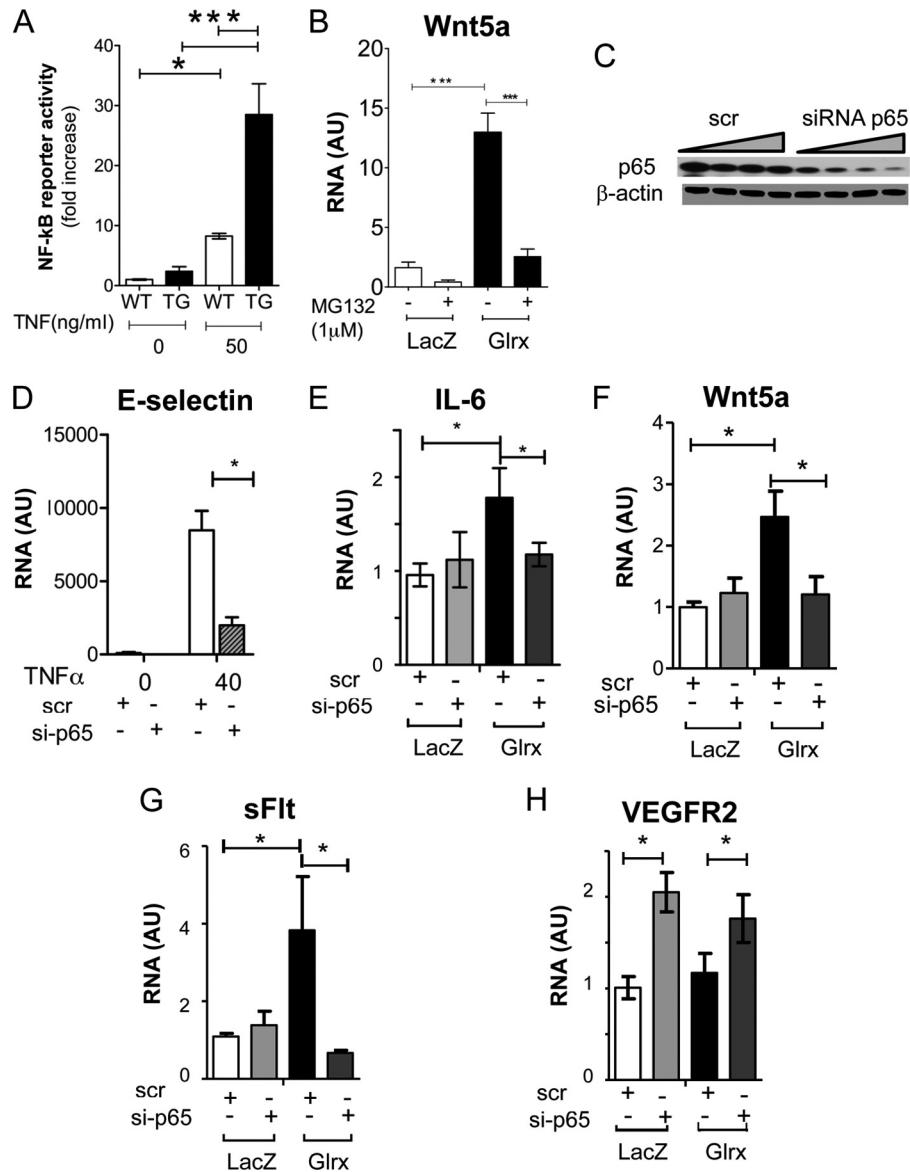 A
NF-kB reporter activity
(fold increase)
40
30
20
10
0
* * *
*
WT TG WT TG
TNF(ng/ml)
0 50
B
Wnt5a
RNA (AU)
20
15
10
5
0
* **
***
MG132 - + - +
(1μM)
LacZ Glrx
C
scr siRNA p65
p65
β-actin
D
E-selectin
RNA (AU)
15000
10000
5000
0
*
TNFα 0 40
scr + - + -
si-p65 - + - +
E
IL-6
RNA (AU)
3
2
1
0
*
*
scr + - + -
si-p65 - + - +
LacZ Glrx
F
Wnt5a
RNA (AU)
4
3
2
1
0
*
*
scr + - + -
si-p65 - + - +
LacZ Glrx
G
sFlt
RNA (AU)
6
4
2
0
*
*
scr + - + -
si-p65 - + - +
LacZ Glrx
H
VEGFR2
RNA (AU)
2
1
0
*
*
scr + - + -
si-p65 - + - +
LacZ Glrx